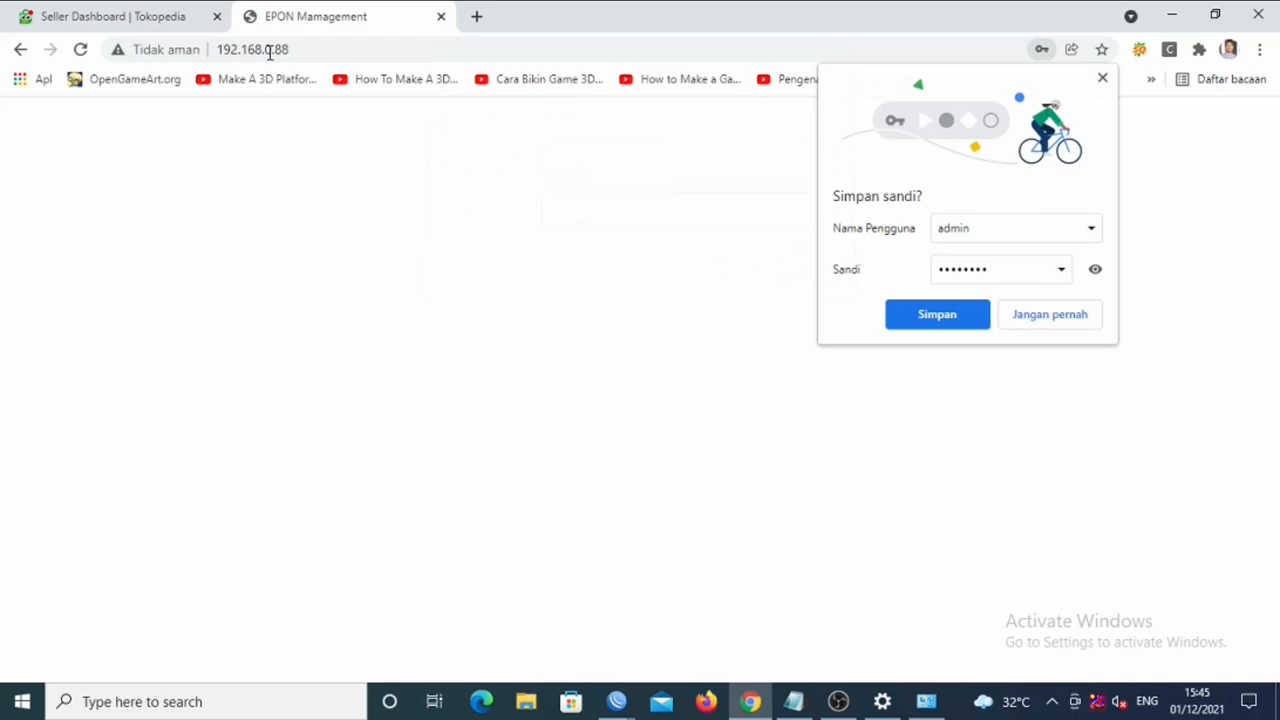 Seller Dashboard | Tokopedia
EPON Mamagement
Tidak aman
192.168.0.88
Apl
OpenGameArt.org
Make A 3D Platfor...
How To Make A 3D...
Cara Bikin Game 3D...
How to Make a Ga...
» Daftar bacaan
Simpan sandi?
Nama Pengguna
admin
Sandi
••••••••
Simpan
Jangan pernah
Activate Windows
Go to Settings to activate Windows.
Type here to search
32°C
ENG
15:45
01/12/2021